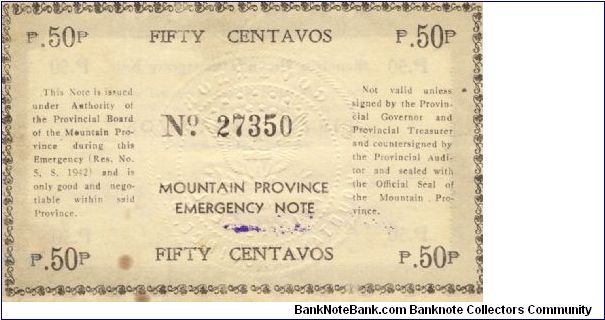 ₱.50₱ FIFTY CENTAVOS ₱.50₱
This Note is issued
under Authority of
the Provincial Board
of the Mountain Pro-
vince during this
Emergency (Res. No.
5, S. 1942) and is
only good and nego-
tiable within said
Province.
Nº 27350
MOUNTAIN PROVINCE
EMERGENCY NOTE
Not valid unless
signed by the Provin-
cial Governor and
Provincial Treasurer
and countersigned by
the Provincial Audi-
tor and sealed with
the Official Seal of
the Mountain Pro-
vince.
₱.50₱ FIFTY CENTAVOS ₱.50₱
BankNoteBank.com Banknote Collectors Community